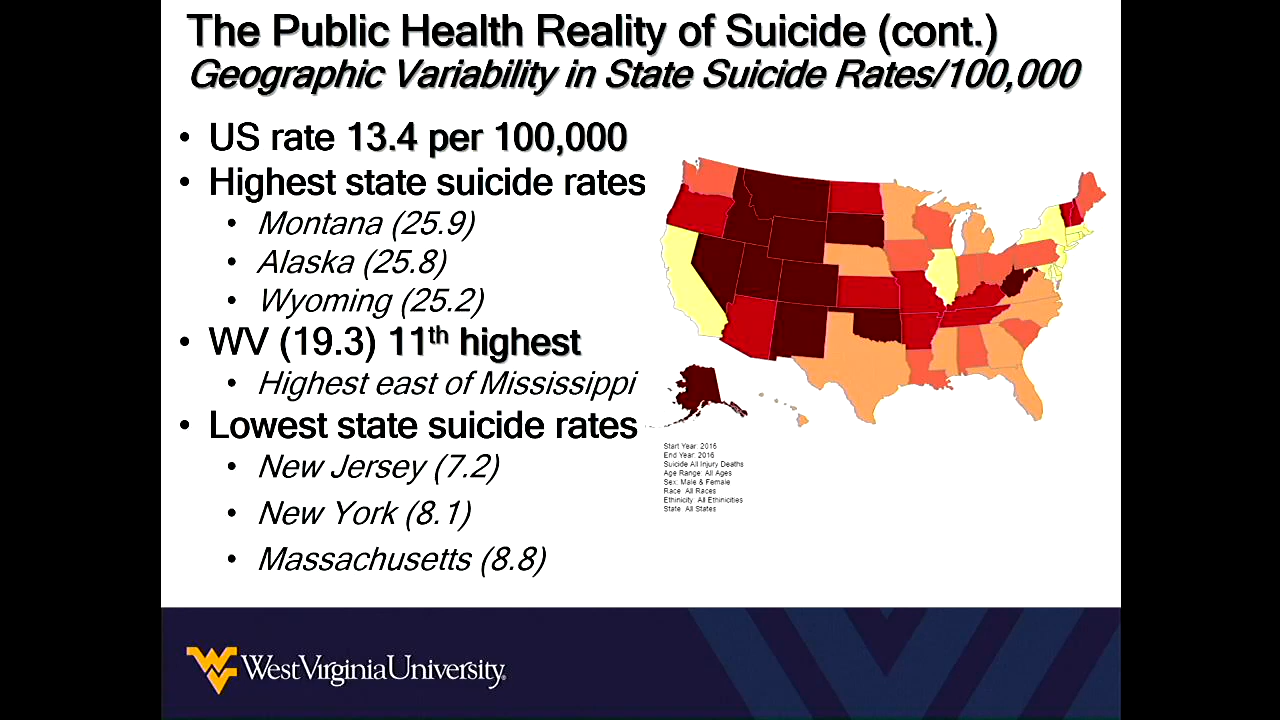 The Public Health Reality of Suicide (cont.)
Geographic Variability in State Suicide Rates/100,000
• US rate 13.4 per 100,000
• Highest state suicide rates
• Montana (25.9)
• Alaska (25.8)
• Wyoming (25.2)
• WV (19.3) 11th highest
• Highest east of Mississippi
• Lowest state suicide rates
• New Jersey (7.2)
• New York (8.1)
• Massachusetts (8.8)
Start Year: 2016
End Year: 2016
Suicide All Injury Deaths
Age Range: All Ages
Sex: Male & Female
Race: All Races
Ethnicity: All Ethnicities
State: All States
WV WestVirginiaUniversity.